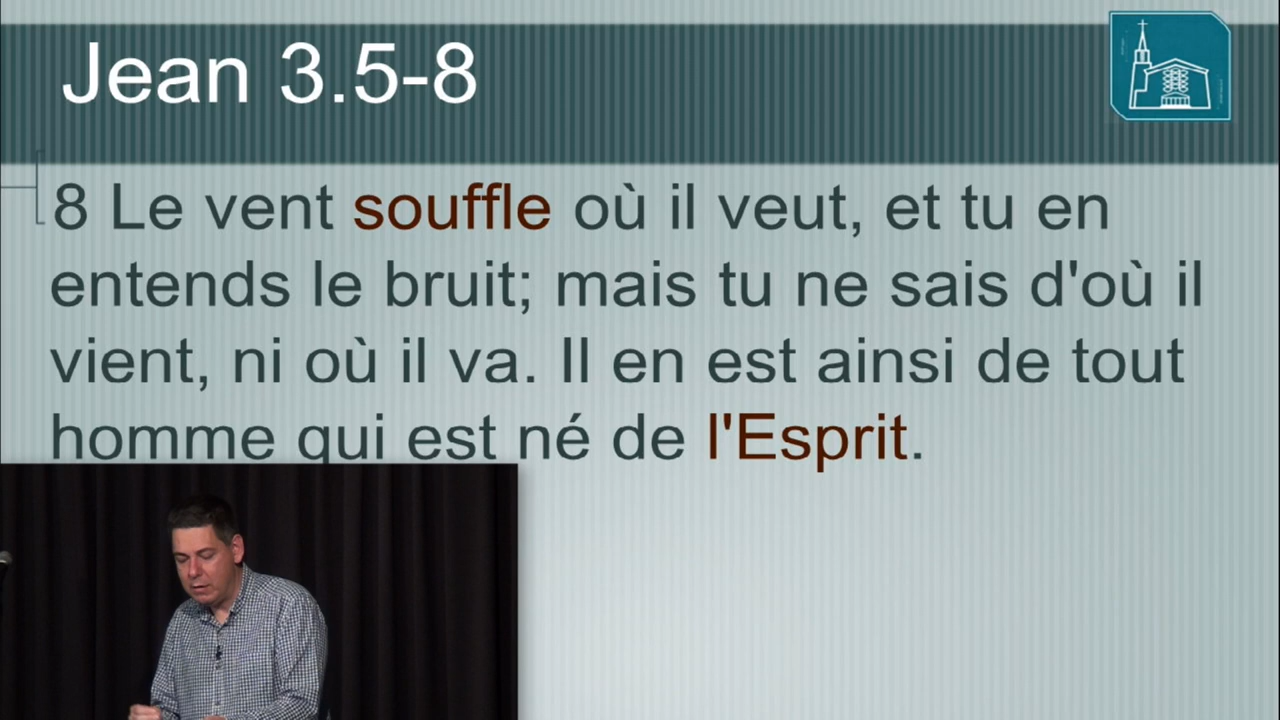 Jean 3.5-8
8 Le vent souffle où il veut, et tu en
entends le bruit; mais tu ne sais d'où il
vient, ni où il va. Il en est ainsi de tout
homme qui est né de l'Esprit.